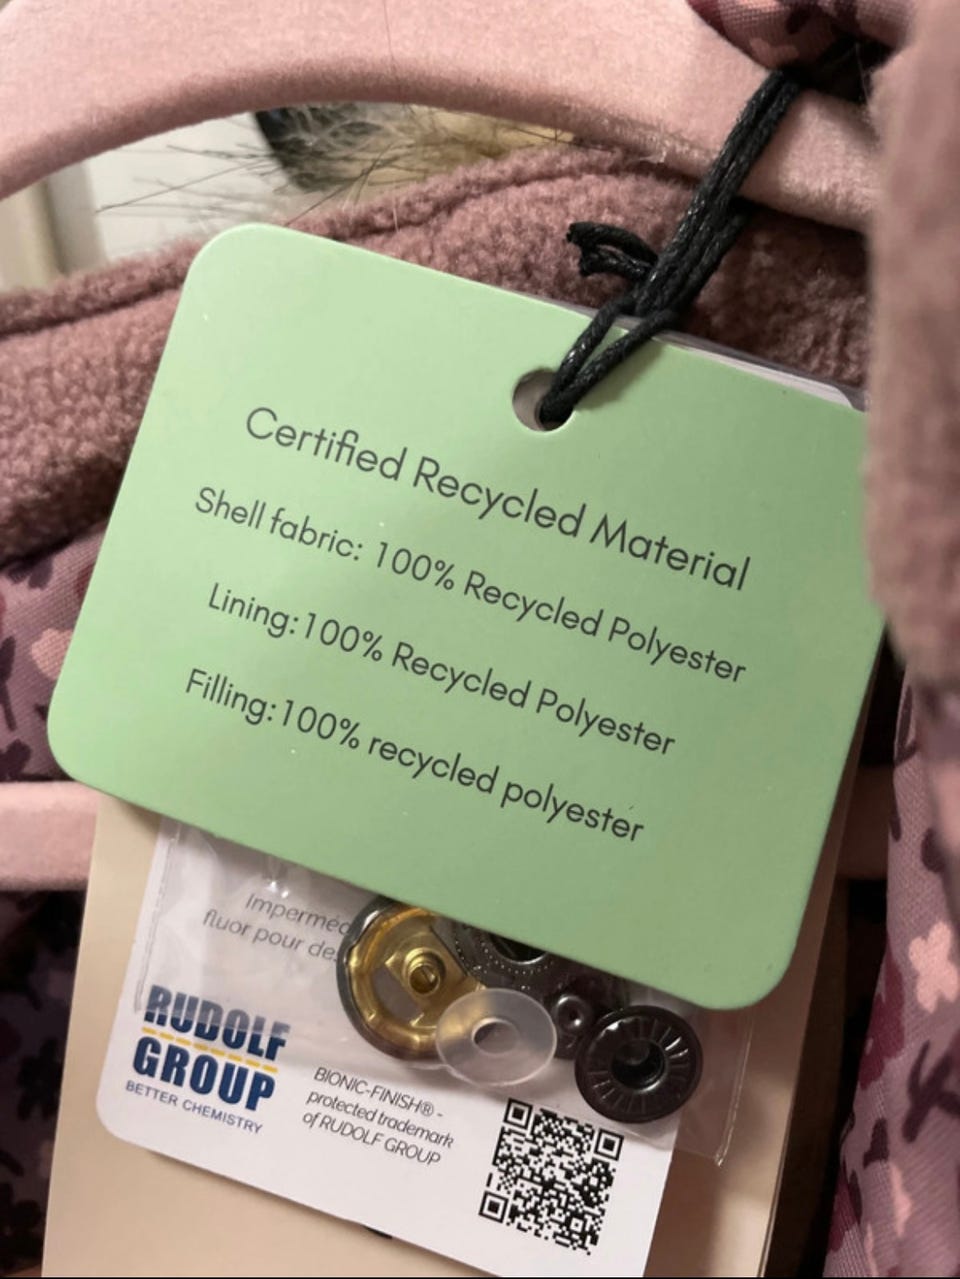 Certified Recycled Material
Shell fabric: 100% Recycled Polyester
Lining:100% Recycled Polyester
Filling:100% recycled polyester
fluor pour
RUDOLF
GROUP
BETTER CHEMISTRY
BIONIC-FINISH® -
protected trademark
of RUDOLF GROUP